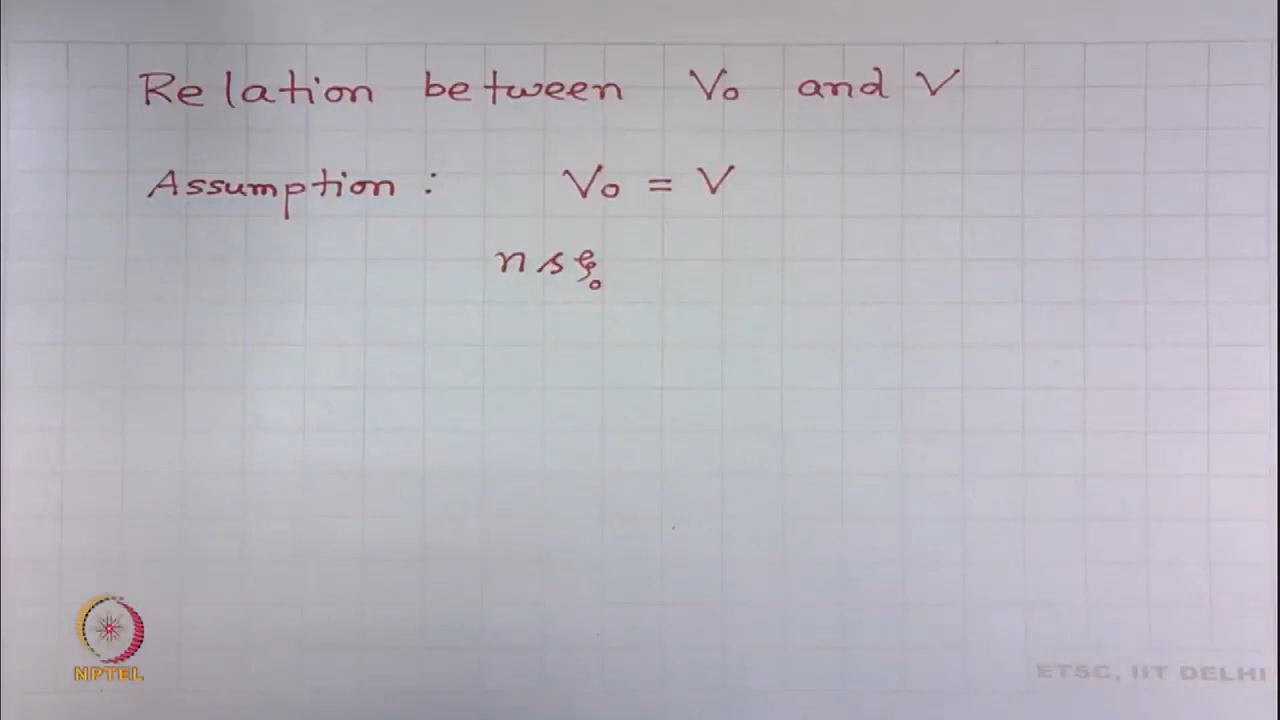 Relation between V₀ and V
Assumption : V₀ = V
n s ξ₀
NPTEL
ETSC, IIT DELHI